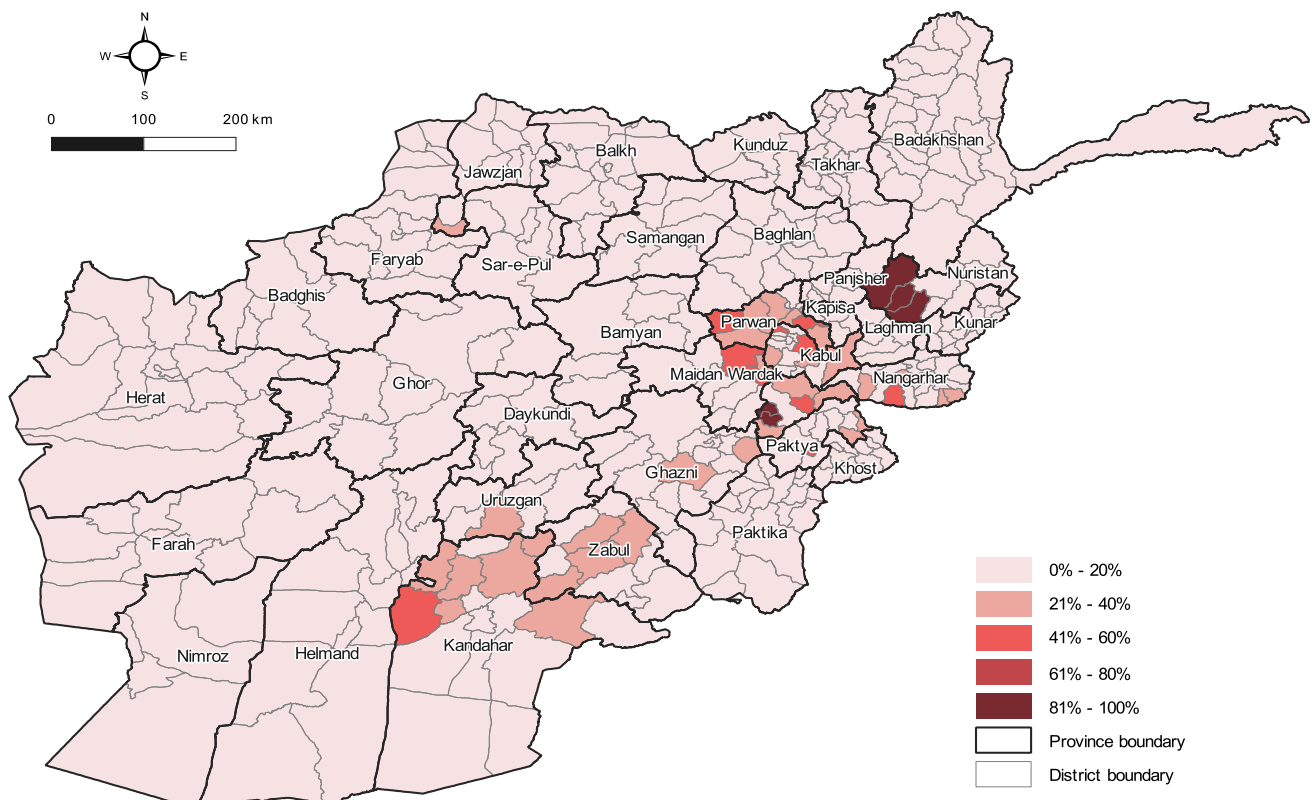 N
W E
S
0 100 200 km
Badakhshan
Kunduz
Balkh
Takhar
Jawzjan
Baghlan
Samangan
Faryab
Sar-e-Pul
Nuristan
Panjsher
Badghis
Kapisa
Parwan
Kunar
Laghman
Bamyan
Kabul
Maidan Wardak
Nangarhar
Ghor
Herat
Daykundi
Paktya
Khost
Ghazni
Uruzgan
Paktika
Farah
Zabul
Kandahar
Helmand
Nimroz
0% - 20%
21% - 40%
41% - 60%
61% - 80%
81% - 100%
Province boundary
District boundary